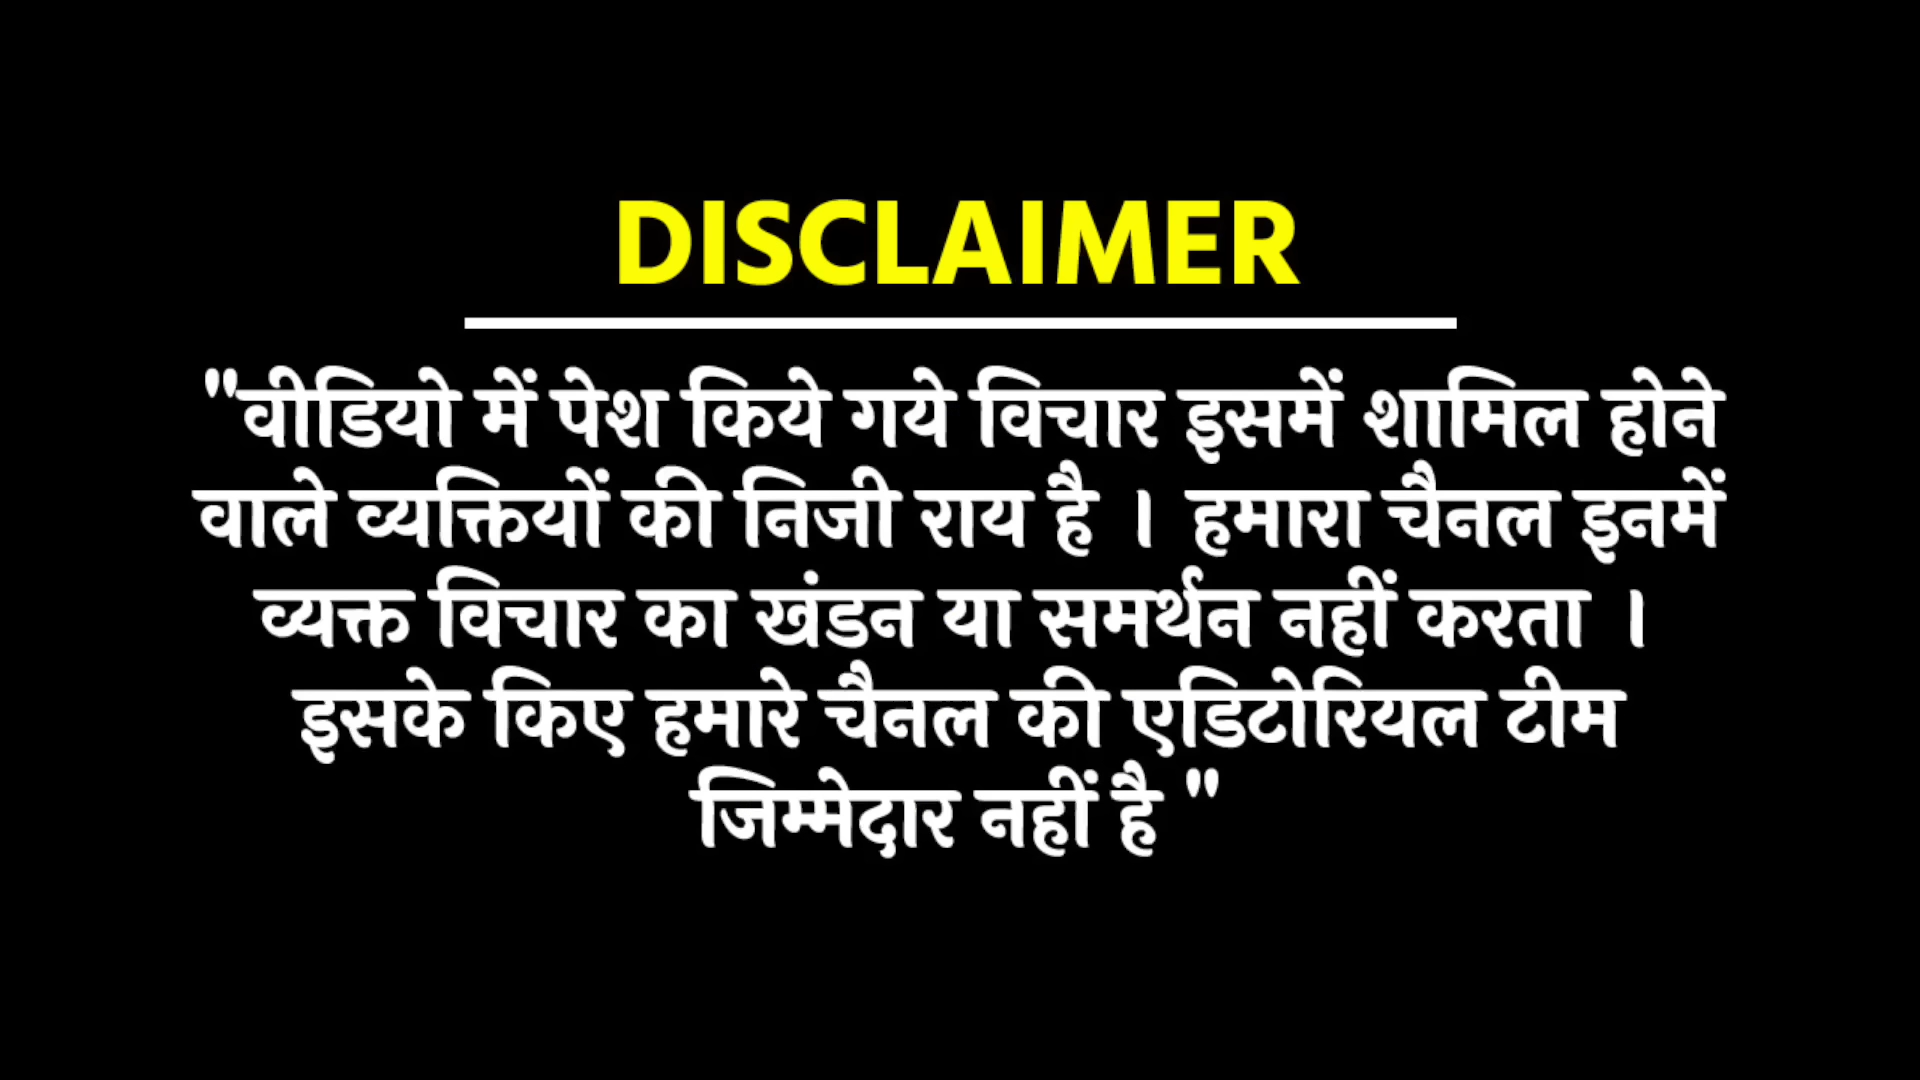 DISCLAIMER
"वीडियो में पेश किये गये विचार इसमें शामिल होने
वाले व्यक्तियों की निजी राय है । हमारा चैनल इनमें
व्यक्त विचार का खंडन या समर्थन नहीं करता ।
इसके किए हमारे चैनल की एडिटोरियल टीम
जिम्मेदार नहीं है "